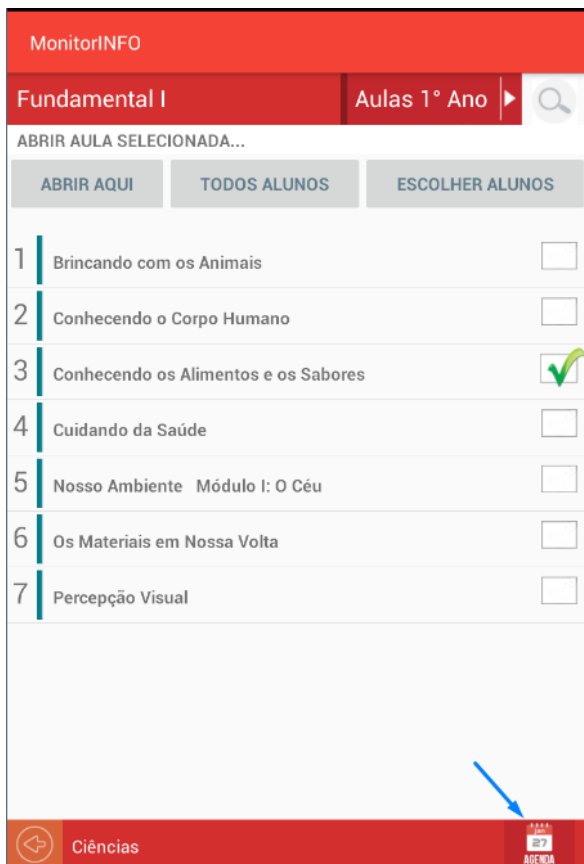 MonitorINFO
Fundamental I
Aulas 1° Ano
ABRIR AULA SELECIONADA...
ABRIR AQUI
TODOS ALUNOS
ESCOLHER ALUNOS
1 Brincando com os Animais
2 Conhecendo o Corpo Humano
3 Conhecendo os Alimentos e os Sabores
4 Cuidando da Saúde
5 Nosso Ambiente Módulo I: O Céu
6 Os Materiais em Nossa Volta
7 Percepção Visual
Ciências
jan
27
AGENDA